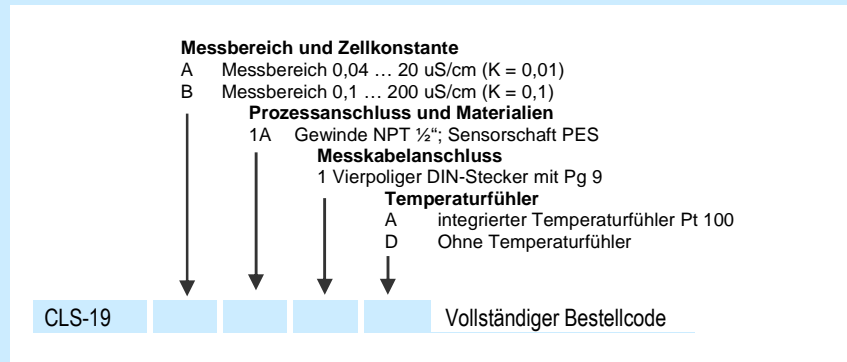 Messbereich und Zellkonstante
A Messbereich 0,04 … 20 uS/cm (K = 0,01)
B Messbereich 0,1 … 200 uS/cm (K = 0,1)
Prozessanschluss und Materialien
1A Gewinde NPT ½“; Sensorschaft PES
Messkabelanschluss
1 Vierpoliger DIN-Stecker mit Pg 9
Temperaturfühler
A integrierter Temperaturfühler Pt 100
D Ohne Temperaturfühler
CLS-19 Vollständiger Bestellcode